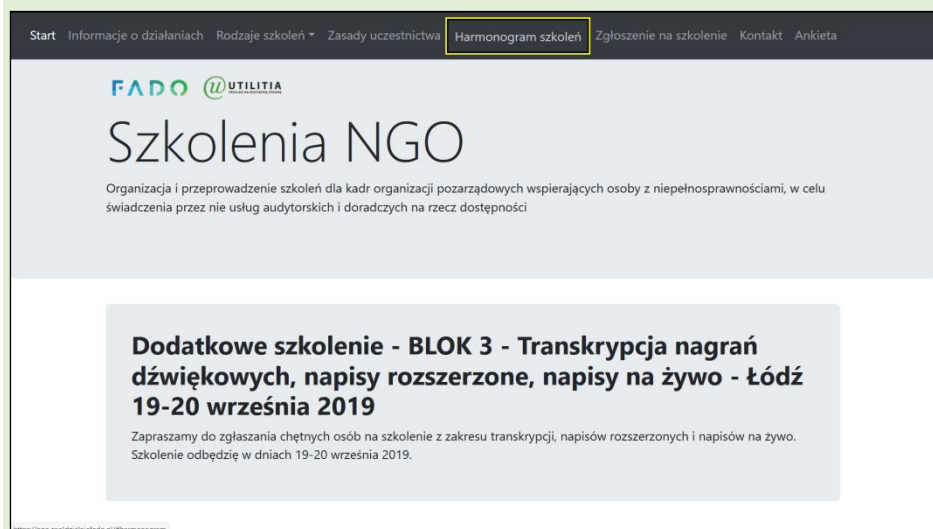 Start Informacje o działaniach Rodzaje szkoleń Zasady uczestnictwa Harmonogram szkoleń Zgłoszenie na szkolenie Kontakt Ankieta
FADO UTILITIA
Szkolenia NGO
Organizacja i przeprowadzenie szkoleń dla kadr organizacji pozarządowych wspierających osoby z niepełnosprawnościami, w celu
świadczenia przez nie usług audytorskich i doradczych na rzecz dostępności
Dodatkowe szkolenie - BLOK 3 - Transkrypcja nagrań
dźwiękowych, napisy rozszerzone, napisy na żywo - Łódź
19-20 września 2019
Zapraszamy do zgłaszania chętnych osób na szkolenie z zakresu transkrypcji, napisów rozszerzonych i napisów na żywo.
Szkolenie odbędzię w dniach 19-20 września 2019.